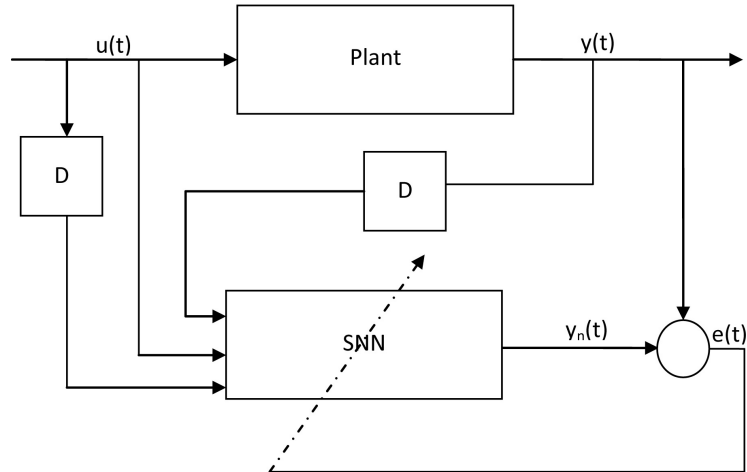 u(t)
Plant
y(t)
D
D
SNN
yₙ(t)
e(t)